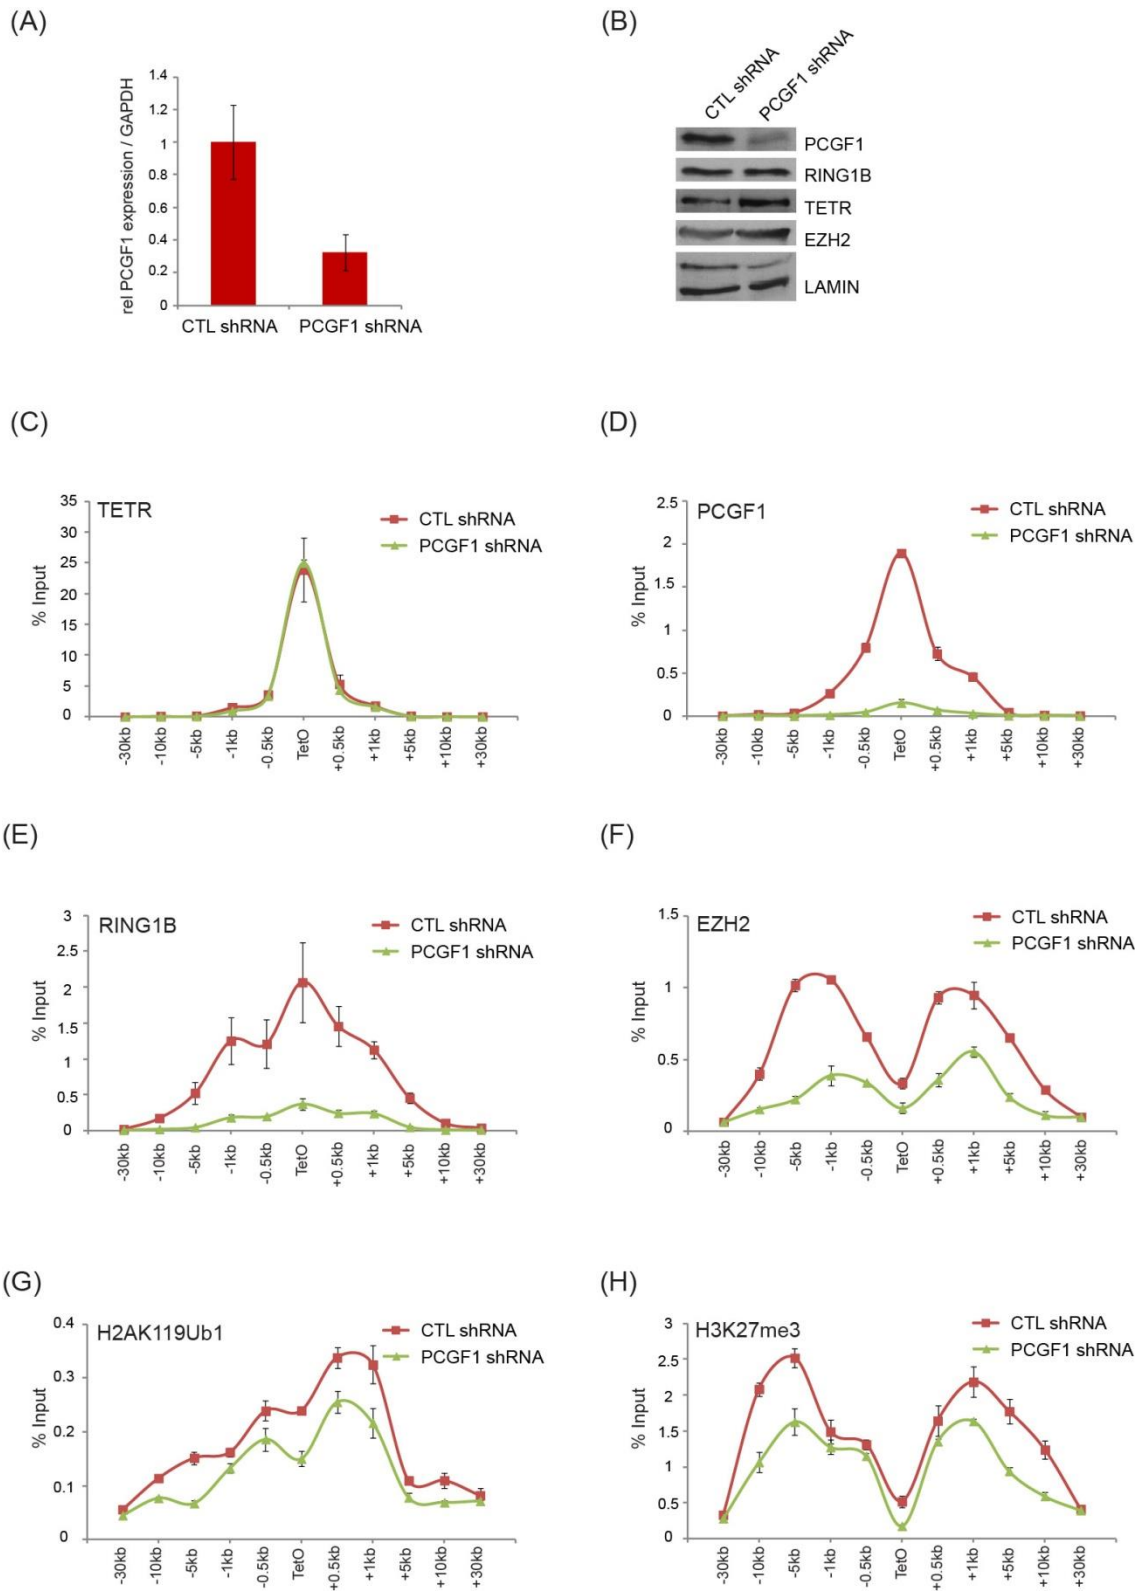 (A)
rel PCGF1 expression / GAPDH
1.4
1.2
1
0.8
0.6
0.4
0.2
0
CTL shRNA PCGF1 shRNA
(B)
CTL shRNA
PCGF1 shRNA
PCGF1
RING1B
TETR
EZH2
LAMIN
(C)
TETR
CTL shRNA
PCGF1 shRNA
% Input
35
30
25
20
15
10
5
0
-30kb -10kb -5kb -1kb -0.5kb TetO +0.5kb +1kb +5kb +10kb +30kb
(D)
PCGF1
CTL shRNA
PCGF1 shRNA
% Input
2.5
2
1.5
1
0.5
0
-30kb -10kb -5kb -1kb -0.5kb TetO +0.5kb +1kb +5kb +10kb +30kb
(E)
RING1B
CTL shRNA
PCGF1 shRNA
% Input
3
2.5
2
1.5
1
0.5
0
-30kb -10kb -5kb -1kb -0.5kb TetO +0.5kb +1kb +5kb +10kb +30kb
(F)
EZH2
CTL shRNA
PCGF1 shRNA
% Input
1.5
1
0.5
0
-30kb -10kb -5kb -1kb -0.5kb TetO +0.5kb +1kb +5kb +10kb +30kb
(G)
H2AK119Ub1
CTL shRNA
PCGF1 shRNA
% Input
0.4
0.3
0.2
0.1
0
-30kb -10kb -5kb -1kb -0.5kb TetO +0.5kb +1kb +5kb +10kb +30kb
(H)
H3K27me3
CTL shRNA
PCGF1 shRNA
% Input
3
2.5
2
1.5
1
0.5
0
-30kb -10kb -5kb -1kb -0.5kb TetO +0.5kb +1kb +5kb +10kb +30kb